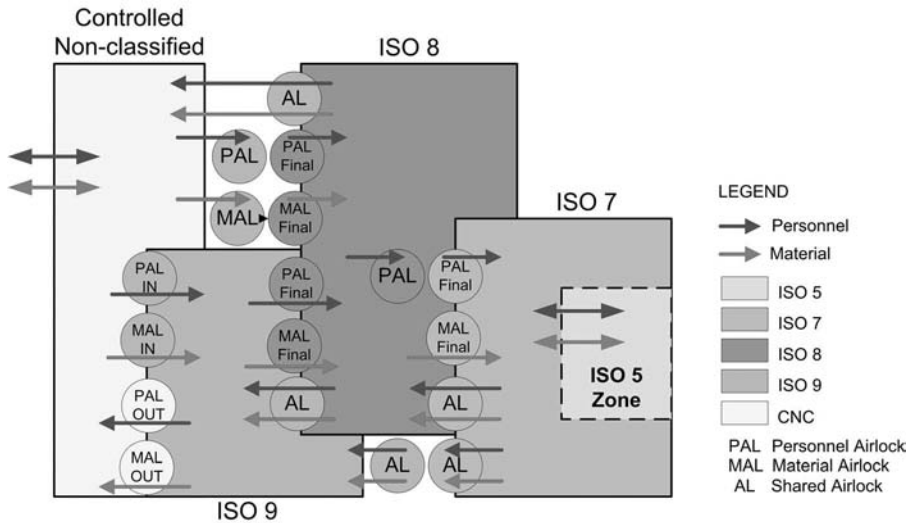 Controlled
Non-classified
ISO 8
AL
PAL
PAL
Final
MAL
MAL
Final
ISO 7
PAL
IN
PAL
Final
PAL
PAL
Final
MAL
IN
MAL
Final
MAL
Final
PAL
OUT
AL
AL
MAL
OUT
AL
AL
ISO 9
ISO 5
Zone
LEGEND
Personnel
Material
ISO 5
ISO 7
ISO 8
ISO 9
CNC
PAL Personnel Airlock
MAL Material Airlock
AL Shared Airlock